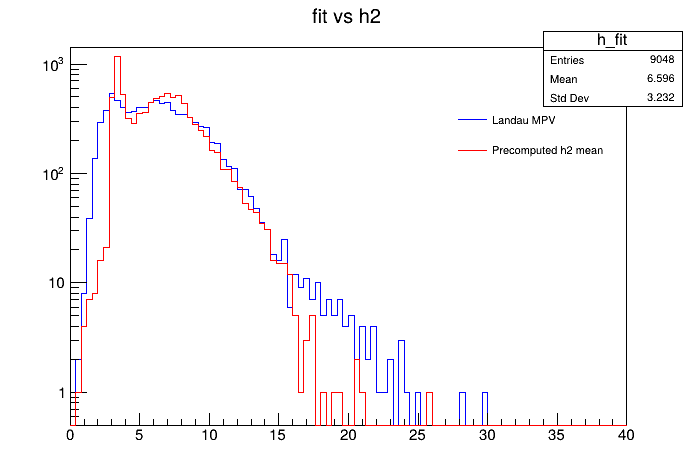 fit vs h2
h_fit
Entries 9048
Mean 6.596
Std Dev 3.232
Landau MPV
Precomputed h2 mean
10³
10²
10
1
0 5 10 15 20 25 30 35 40